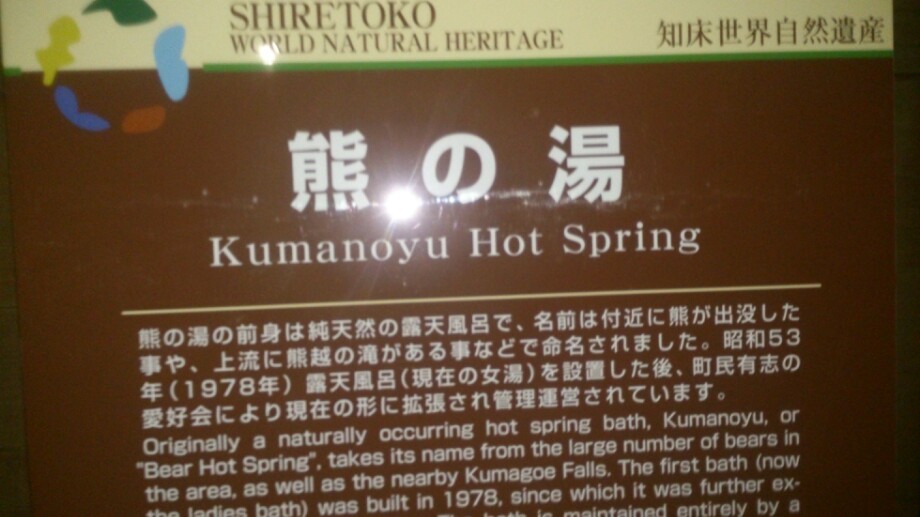 SHIRETOKO
WORLD NATURAL HERITAGE
知床世界自然遺産
熊の湯
Kumanoyu Hot Spring
熊の湯の前身は純天然の露天風呂で、名前は付近に熊が出没した
事や、上流に熊越の滝がある事などで命名されました。昭和53
年(1978年) 露天風呂(現在の女湯)を設置した後、町民有志の
愛好会により現在の形に拡張され管理運営されています。
Originally a naturally occurring hot spring bath, Kumanoyu, or
"Bear Hot Spring", takes its name from the large number of bears in
the area, as well as the nearby Kumagoe Falls. The first bath (now
the ladies bath) was built in 1978, since which it was further ex-
The bath is maintained entirely by a